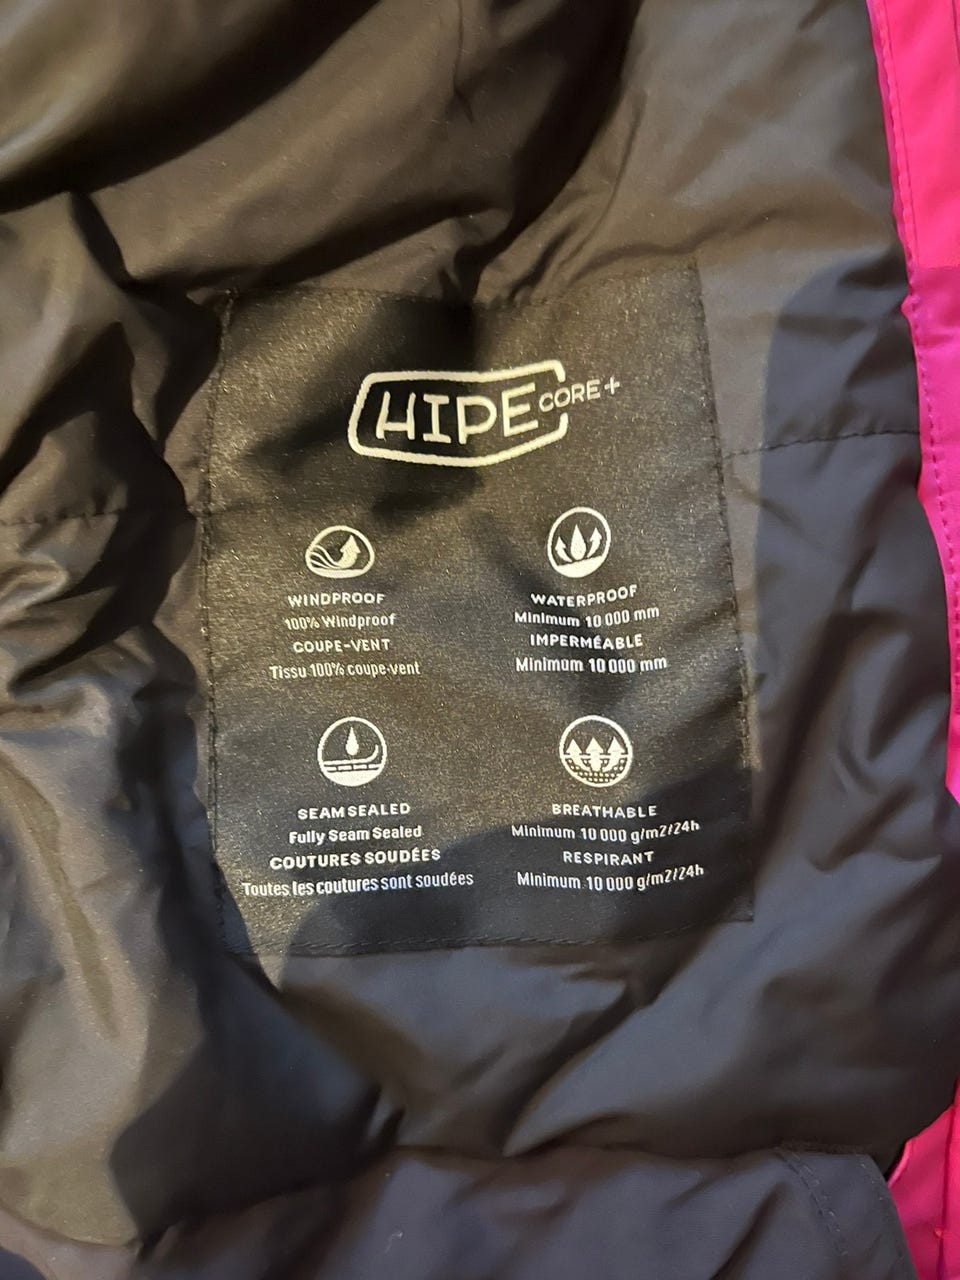 HIPE CORE+
WINDPROOF
100% Windproof
COUPE-VENT
Tissu 100% coupe-vent
WATERPROOF
Minimum 10 000 mm
IMPERMÉABLE
Minimum 10 000 mm
SEAM SEALED
Fully Seam Sealed
COUTURES SOUDÉES
Toutes les coutures sont soudées
BREATHABLE
Minimum 10 000 g/m2/24h
RESPIRANT
Minimum 10 000 g/m2/24h